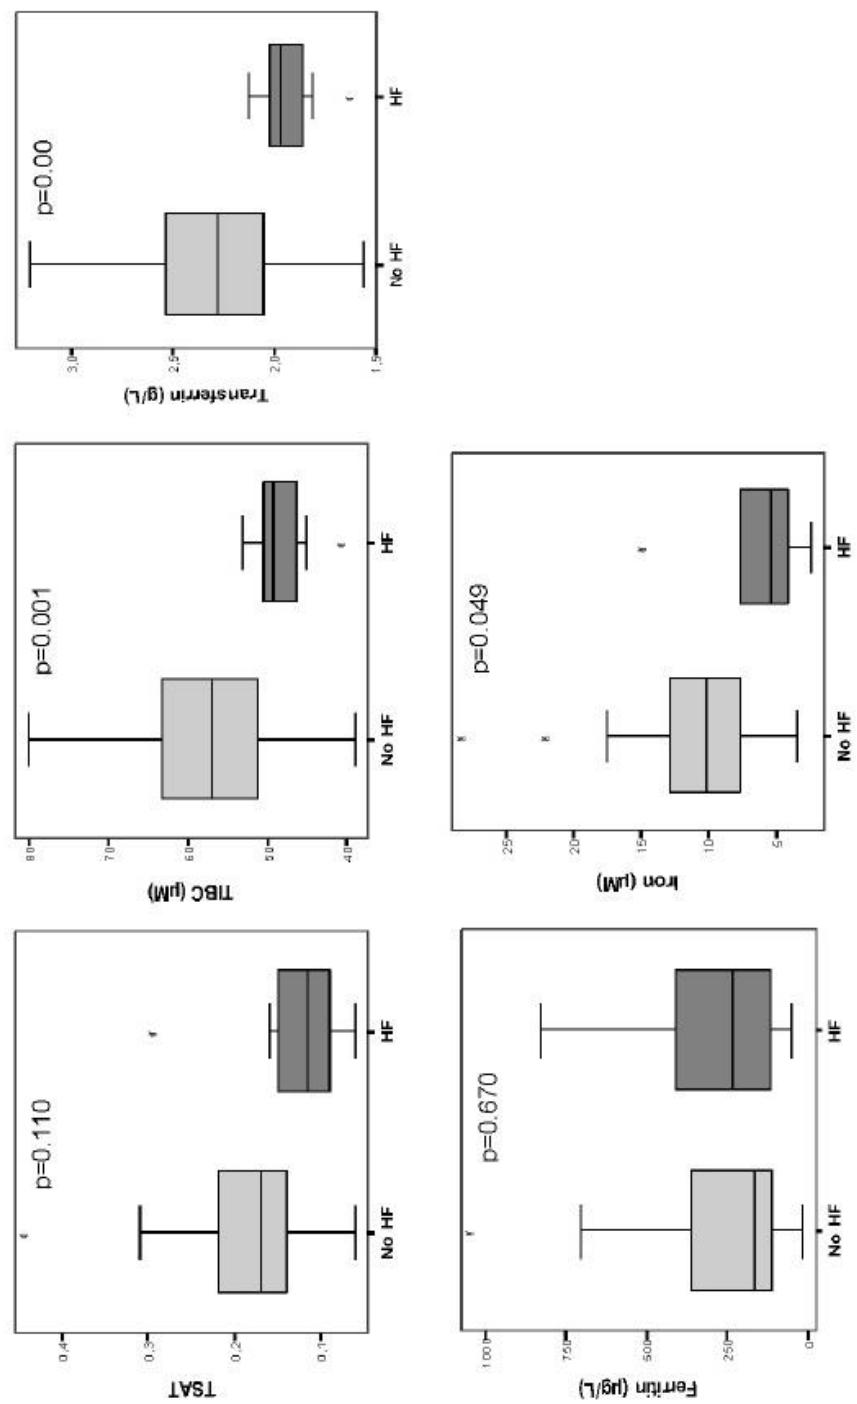 TSAT
0.4
0.3
0.2
0.1
p=0.110
No HF
HF
TIBC (µM)
80
70
60
50
40
p=0.001
No HF
HF
Transferrin (g/L)
3.0
2.5
2.0
1.5
p=0.00
No HF
HF
Ferritin (µg/L)
1000
750
500
250
0
p=0.670
No HF
HF
Iron (µM)
25
20
15
10
5
p=0.049
No HF
HF